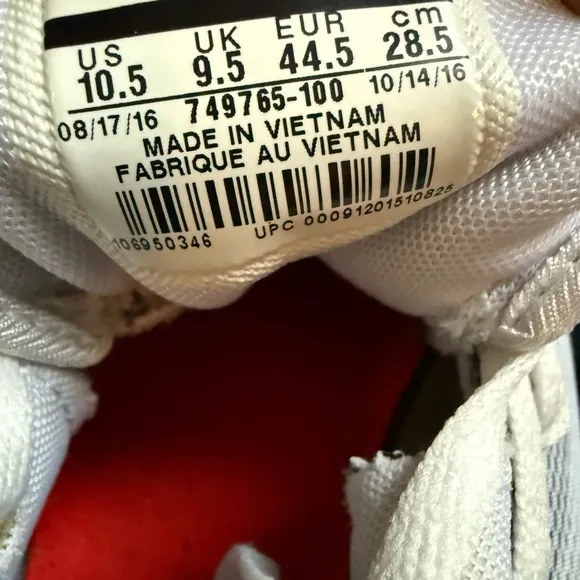 US UK EUR cm
10.5 9.5 44.5 28.5
08/17/16 749765-100 10/14/16
MADE IN VIETNAM
FABRIQUE AU VIETNAM
106950346 UPC 00091201510825